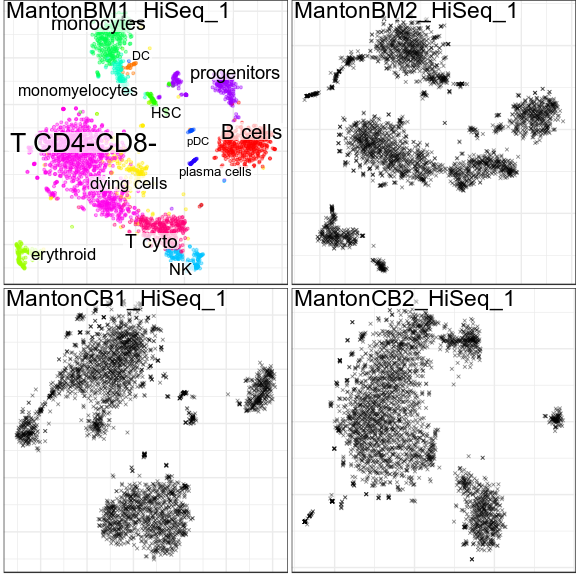 MantonBM1_HiSeq_1
monocytes
DC
monomyelocytes
progenitors
HSC
T CD4-CD8-
pDC
B cells
plasma cells
dying cells
T cyto
erythroid
NK
MantonBM2_HiSeq_1
MantonCB1_HiSeq_1
MantonCB2_HiSeq_1